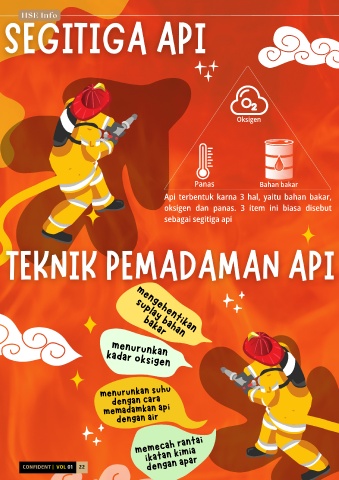 HSE Info
SEGITIGA API
O₂
Oksigen
Panas
Bahan bakar
Api terbentuk karna 3 hal, yaitu bahan bakar,
oksigen dan panas. 3 item ini biasa disebut
sebagai segitiga api
TEKNIK PEMADAMAN API
mengehentikan
suplay bahan
bakar
menurunkan
kadar oksigen
menurunkan suhu
dengan cara
memadamkan api
dengan air
memecah rantai
ikatan kimia
dengan apar
CONFIDENT | VOL 01 22